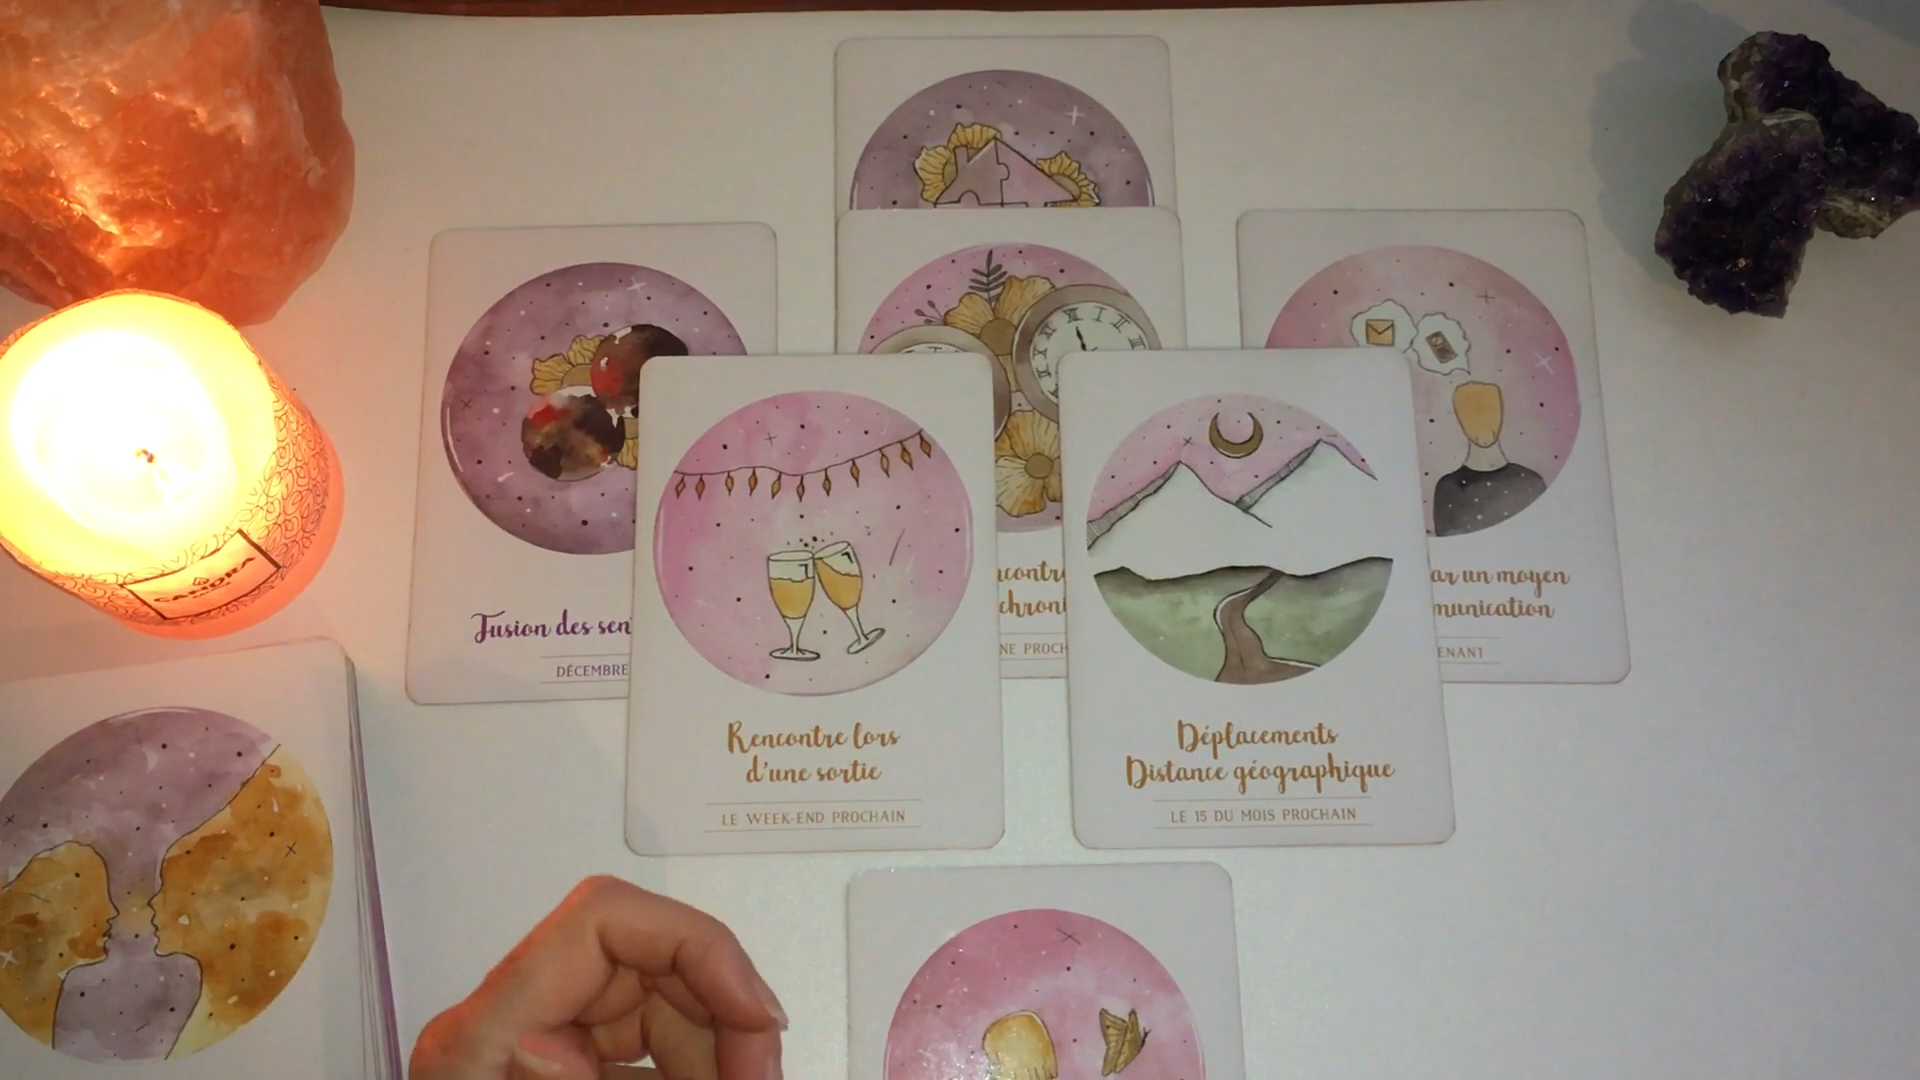 Fusion des sen
DÉCEMBRE
Rencontre lors
d'une sortie
LE WEEK-END PROCHAIN
ncontr
chroni
NE PROCH
Déplacements
Distance géographique
LE 15 DU MOIS PROCHAIN
ar un moyen
munication
ENANT